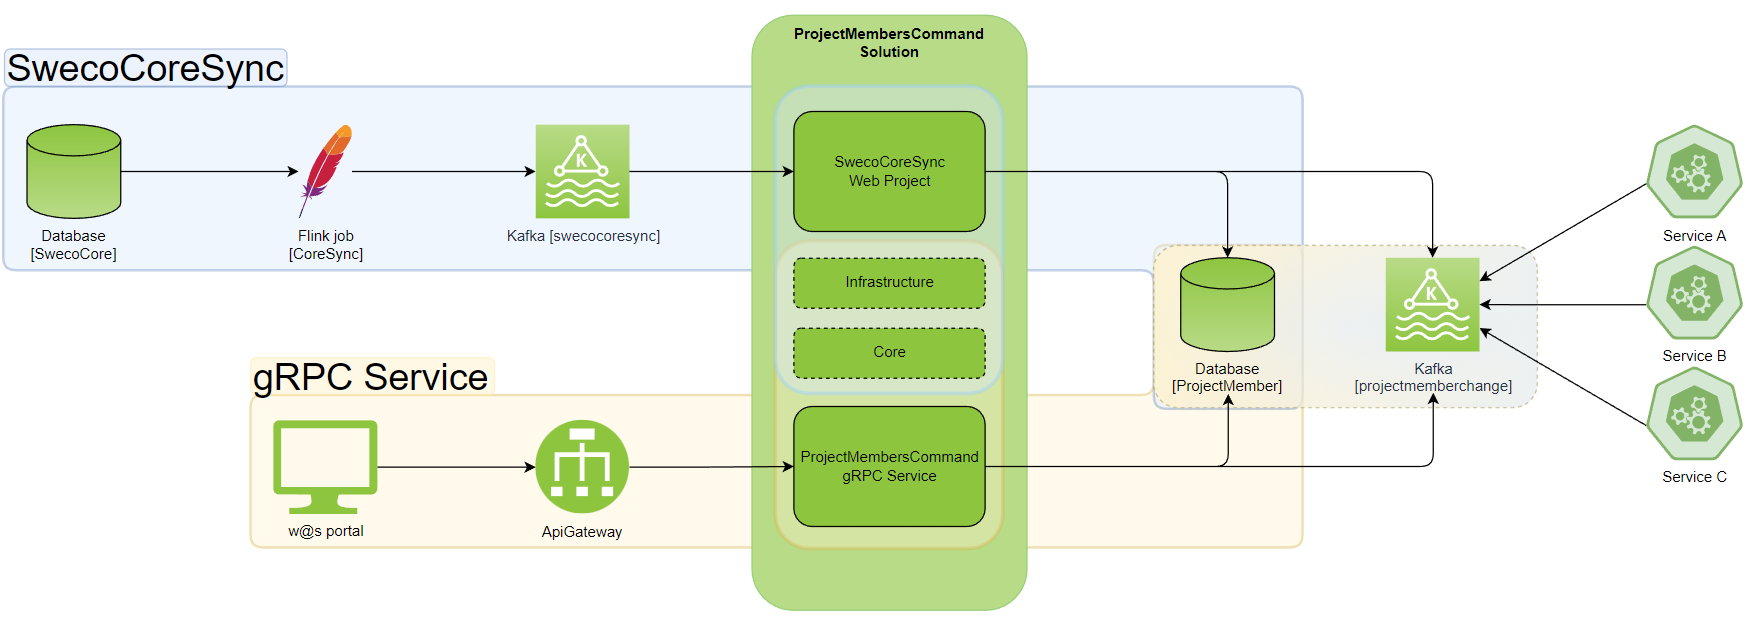 ProjectMembersCommand
Solution
SwecoCoreSync
Database
[SwecoCore]
Flink job
[CoreSync]
K
Kafka [swecocoresync]
SwecoCoreSync
Web Project
Infrastructure
Core
gRPC Service
w@s portal
ApiGateway
ProjectMembersCommand
gRPC Service
Database
[ProjectMember]
K
Kafka
[projectmemberchange]
Service A
Service B
Service C